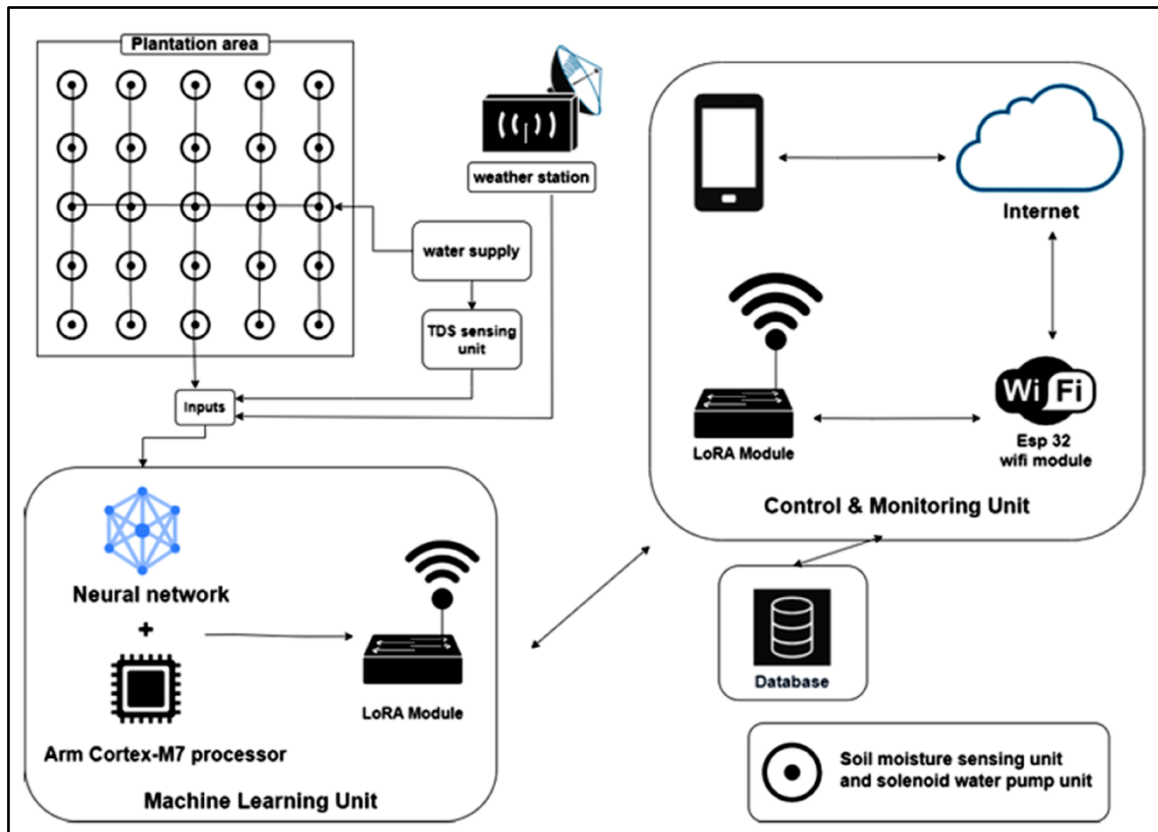 Plantation area
weather station
water supply
TDS sensing
unit
Inputs
Internet
LoRA Module
WiFi
Esp 32
wifi module
Control & Monitoring Unit
Neural network
+
Arm Cortex-M7 processor
LoRA Module
Machine Learning Unit
Database
Soil moisture sensing unit
and solenoid water pump unit